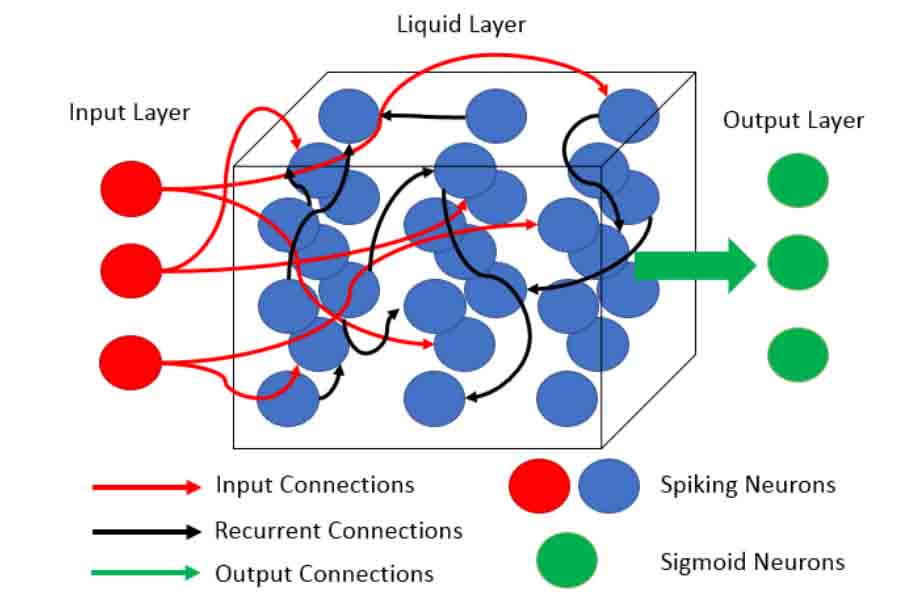 Liquid Layer
Input Layer
Output Layer
Input Connections
Spiking Neurons
Recurrent Connections
Sigmoid Neurons
Output Connections